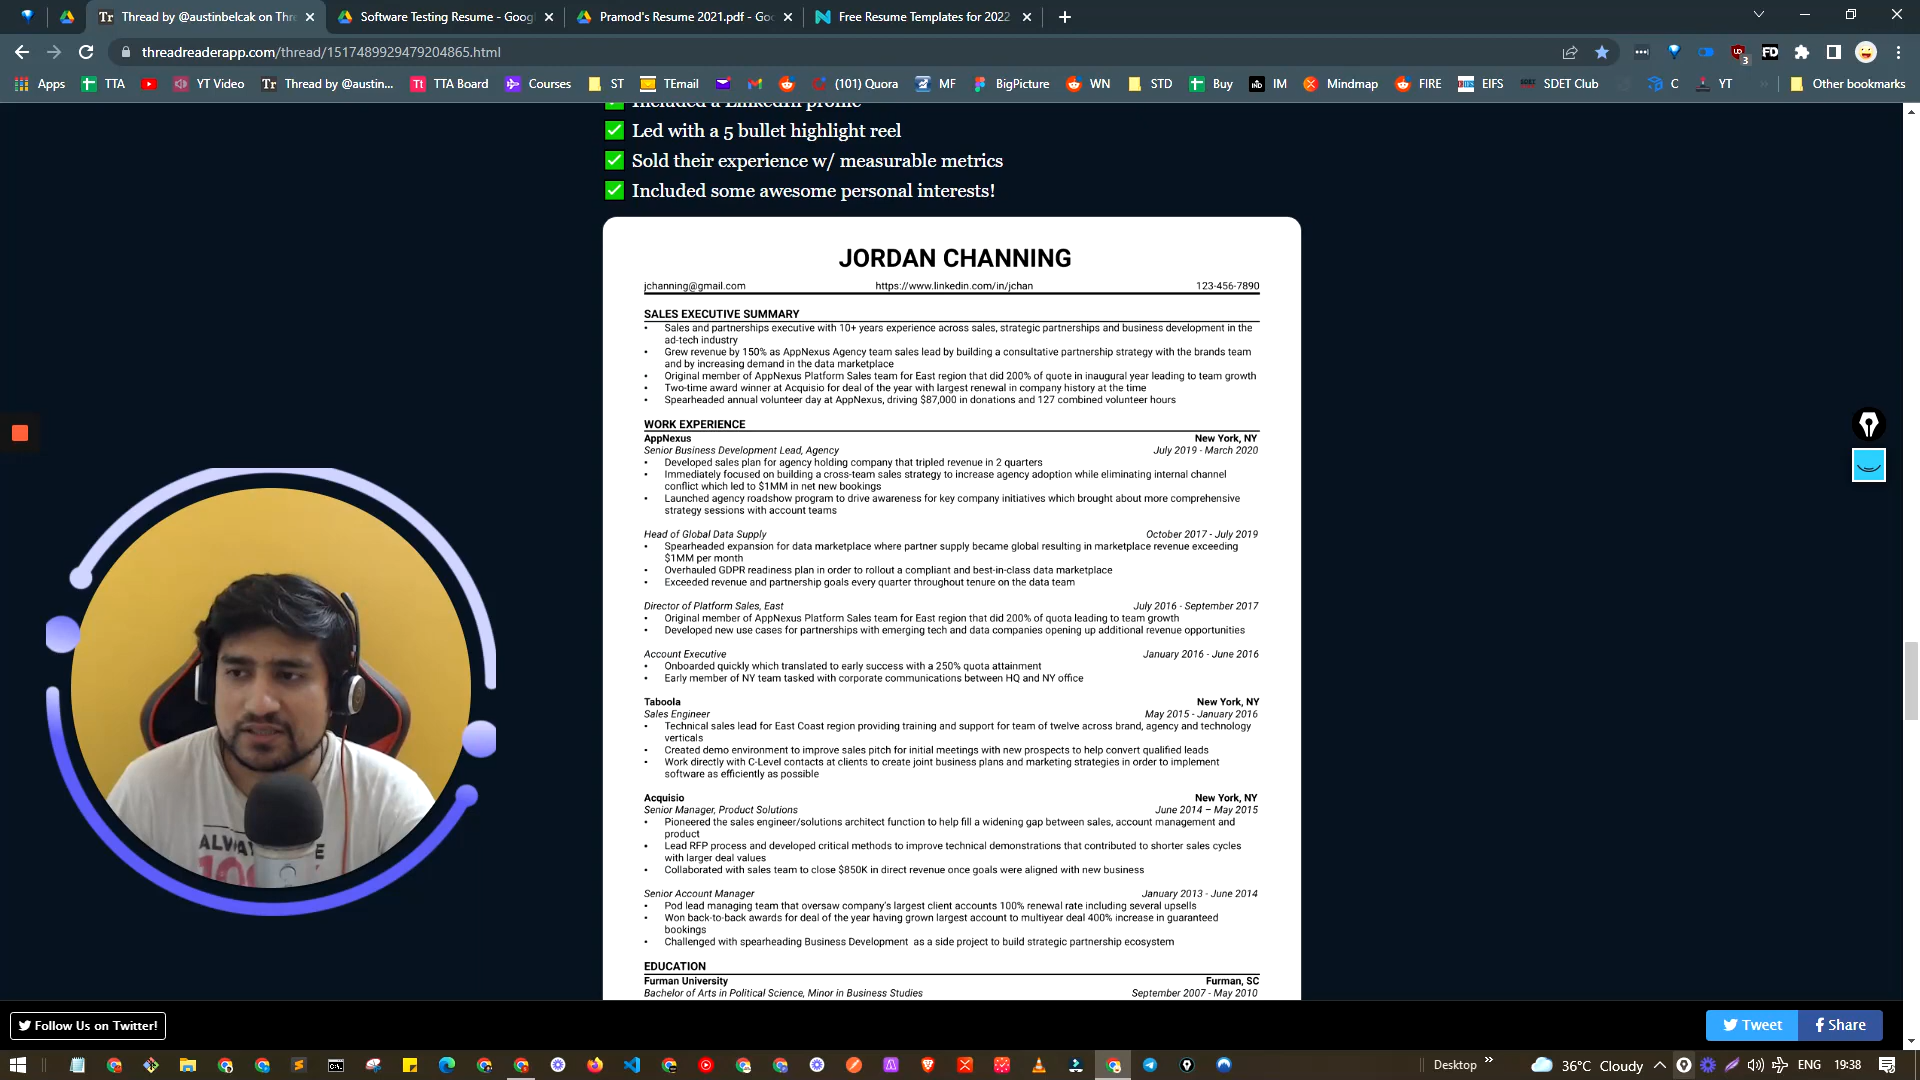 Thread by @austinbelcak on Thr
Software Testing Resume - Googl
Pramod's Resume 2021.pdf - Goo
Free Resume Templates for 2022
threadreaderapp.com/thread/1517489929479204865.html
Apps
TTA
YT Video
Thread by @austin...
TTA Board
Courses
ST
TEmail
(101) Quora
MF
BigPicture
WN
STD
Buy
IM
Mindmap
FIRE
EIFS
SDET Club
C
YT
Other bookmarks
Included a LinkedIn profile
Led with a 5 bullet highlight reel
Sold their experience w/ measurable metrics
Included some awesome personal interests!
JORDAN CHANNING
jchanning@gmail.com https://www.linkedin.com/in/jchan 123-456-7890
SALES EXECUTIVE SUMMARY
• Sales and partnerships executive with 10+ years experience across sales, strategic partnerships and business development in the
ad-tech industry
• Grew revenue by 150% as AppNexus Agency team sales lead by building a consultative partnership strategy with the brands team
and by increasing demand in the data marketplace
• Original member of AppNexus Platform Sales team for East region that did 200% of quote in inaugural year leading to team growth
• Two-time award winner at Acquisio for deal of the year with largest renewal in company history at the time
• Spearheaded annual volunteer day at AppNexus, driving $87,000 in donations and 127 combined volunteer hours
WORK EXPERIENCE
AppNexus New York, NY
Senior Business Development Lead, Agency July 2019 - March 2020
• Developed sales plan for agency holding company that tripled revenue in 2 quarters
• Immediately focused on building a cross-team sales strategy to increase agency adoption while eliminating internal channel
conflict which led to $1MM in net new bookings
• Launched agency roadshow program to drive awareness for key company initiatives which brought about more comprehensive
strategy sessions with account teams
Head of Global Data Supply October 2017 - July 2019
• Spearheaded expansion for data marketplace where partner supply became global resulting in marketplace revenue exceeding
$1MM per month
• Overhauled GDPR readiness plan in order to rollout a compliant and best-in-class data marketplace
• Exceeded revenue and partnership goals every quarter throughout tenure on the data team
Director of Platform Sales, East July 2016 - September 2017
• Original member of AppNexus Platform Sales team for East region that did 200% of quota leading to team growth
• Developed new use cases for partnerships with emerging tech and data companies opening up additional revenue opportunities
Account Executive January 2016 - June 2016
• Onboarded quickly which translated to early success with a 250% quota attainment
• Early member of NY team tasked with corporate communications between HQ and NY office
Taboola New York, NY
Sales Engineer May 2015 - January 2016
• Technical sales lead for East Coast region providing training and support for team of twelve across brand, agency and technology
verticals
• Created demo environment to improve sales pitch for initial meetings with new prospects to help convert qualified leads
• Work directly with C-Level contacts at clients to create joint business plans and marketing strategies in order to implement
software as efficiently as possible
Acquisio New York, NY
Senior Manager, Product Solutions June 2014 – May 2015
• Pioneered the sales engineer/solutions architect function to help fill a widening gap between sales, account management and
product
• Lead RFP process and developed critical methods to improve technical demonstrations that contributed to shorter sales cycles
with larger deal values
• Collaborated with sales team to close $850K in direct revenue once goals were aligned with new business
Senior Account Manager January 2013 - June 2014
• Pod lead managing team that oversaw company's largest client accounts 100% renewal rate including several upsells
• Won back-to-back awards for deal of the year having grown largest account to multiyear deal 400% increase in guaranteed
bookings
• Challenged with spearheading Business Development as a side project to build strategic partnership ecosystem
EDUCATION
Furman University Furman, SC
Bachelor of Arts in Political Science, Minor in Business Studies September 2007 - May 2010
Follow Us on Twitter!
Tweet
Share
Desktop
36°C Cloudy
ENG
19:38